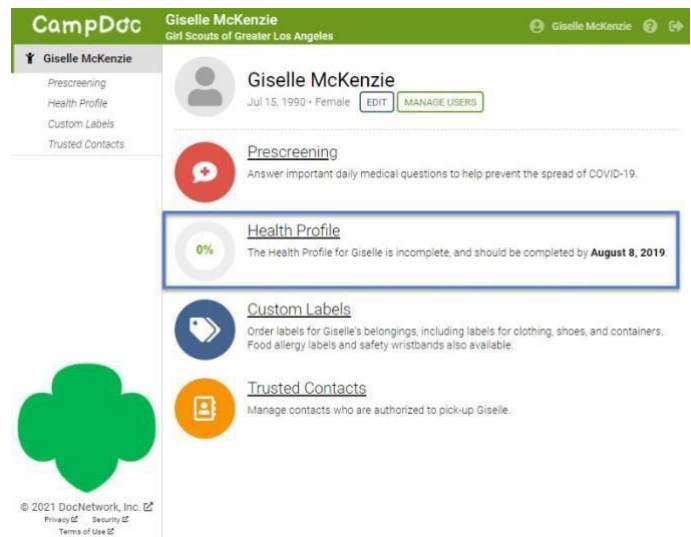 CampDoc
Giselle McKenzie
Girl Scouts of Greater Los Angeles
Giselle McKenzie
Giselle McKenzie
Prescreening
Health Profile
Custom Labels
Trusted Contacts
Giselle McKenzie
Jul 15, 1990 • Female EDIT MANAGE USERS
Prescreening
Answer important daily medical questions to help prevent the spread of COVID-19.
Health Profile
0%
The Health Profile for Giselle is incomplete, and should be completed by August 8, 2019.
Custom Labels
Order labels for Giselle's belongings, including labels for clothing, shoes, and containers.
Food allergy labels and safety wristbands also available.
Trusted Contacts
Manage contacts who are authorized to pick-up Giselle.
© 2021 DocNetwork, Inc.
Privacy Security
Terms of Use